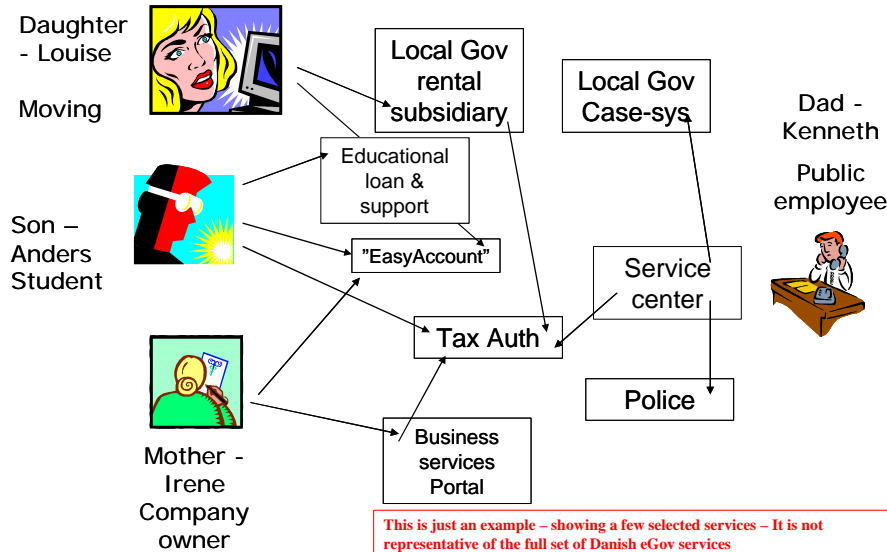 Daughter
- Louise
Moving
Local Gov
rental
subsidiary
Local Gov
Case-sys
Dad -
Kenneth
Public
employee
Educational
loan &
support
Son –
Anders
Student
"EasyAccount"
Service
center
Tax Auth
Police
Mother -
Irene
Company
owner
Business
services
Portal
This is just an example – showing a few selected services – It is not
representative of the full set of Danish eGov services